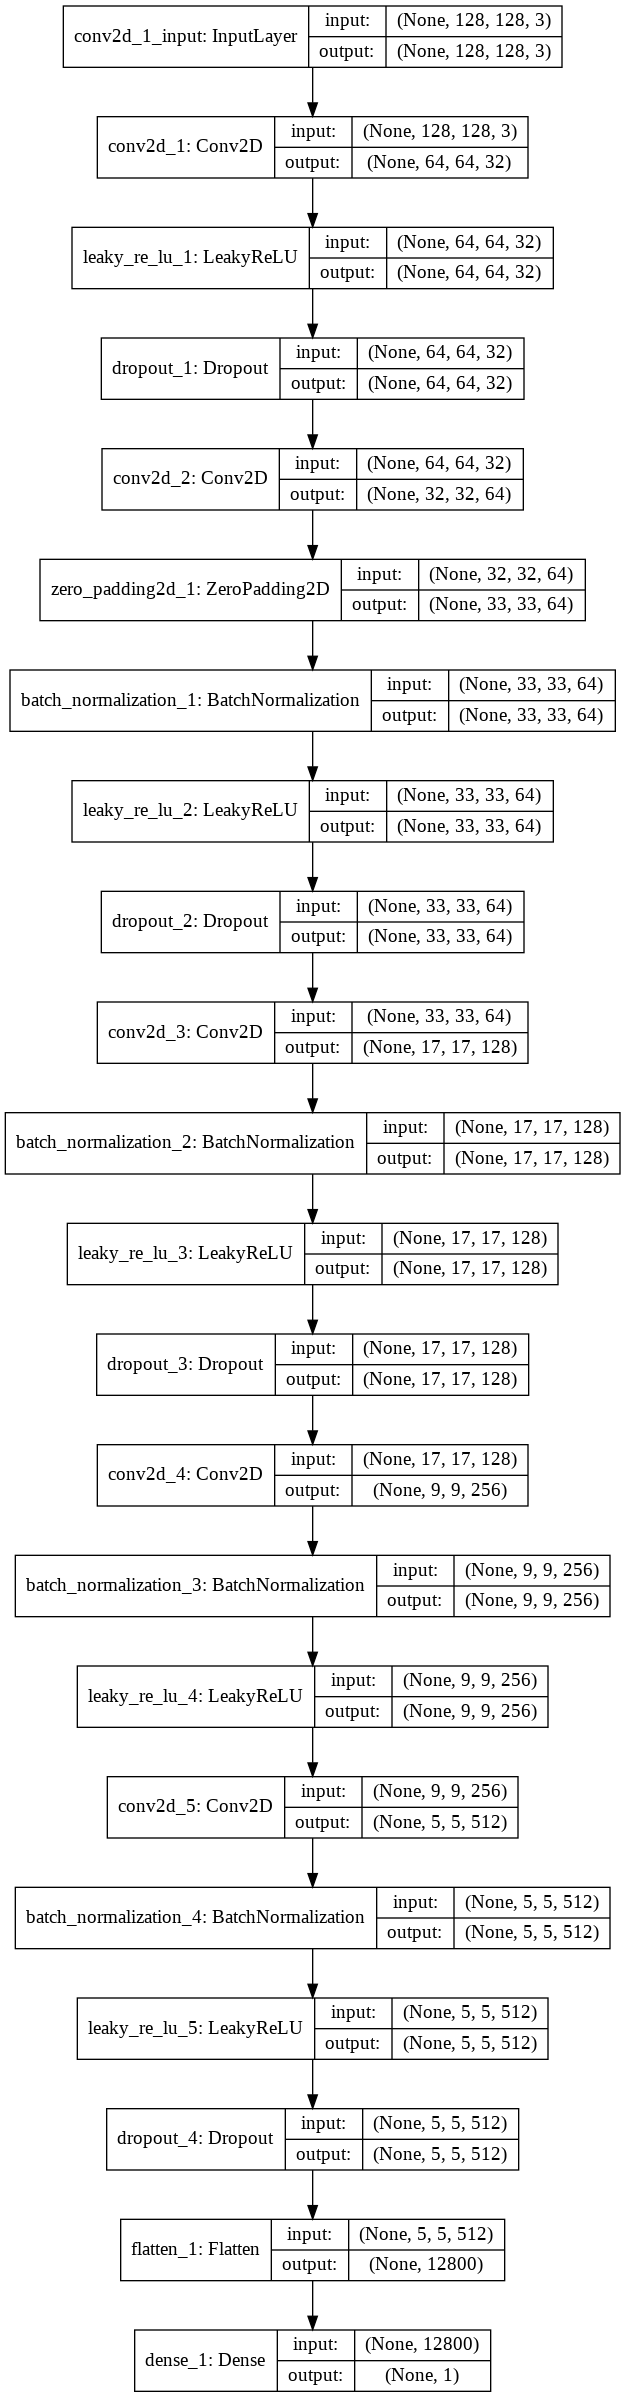 conv2d_1_input: InputLayer
input: (None, 128, 128, 3)
output: (None, 128, 128, 3)
conv2d_1: Conv2D
input: (None, 128, 128, 3)
output: (None, 64, 64, 32)
leaky_re_lu_1: LeakyReLU
input: (None, 64, 64, 32)
output: (None, 64, 64, 32)
dropout_1: Dropout
input: (None, 64, 64, 32)
output: (None, 64, 64, 32)
conv2d_2: Conv2D
input: (None, 64, 64, 32)
output: (None, 32, 32, 64)
zero_padding2d_1: ZeroPadding2D
input: (None, 32, 32, 64)
output: (None, 33, 33, 64)
batch_normalization_1: BatchNormalization
input: (None, 33, 33, 64)
output: (None, 33, 33, 64)
leaky_re_lu_2: LeakyReLU
input: (None, 33, 33, 64)
output: (None, 33, 33, 64)
dropout_2: Dropout
input: (None, 33, 33, 64)
output: (None, 33, 33, 64)
conv2d_3: Conv2D
input: (None, 33, 33, 64)
output: (None, 17, 17, 128)
batch_normalization_2: BatchNormalization
input: (None, 17, 17, 128)
output: (None, 17, 17, 128)
leaky_re_lu_3: LeakyReLU
input: (None, 17, 17, 128)
output: (None, 17, 17, 128)
dropout_3: Dropout
input: (None, 17, 17, 128)
output: (None, 17, 17, 128)
conv2d_4: Conv2D
input: (None, 17, 17, 128)
output: (None, 9, 9, 256)
batch_normalization_3: BatchNormalization
input: (None, 9, 9, 256)
output: (None, 9, 9, 256)
leaky_re_lu_4: LeakyReLU
input: (None, 9, 9, 256)
output: (None, 9, 9, 256)
conv2d_5: Conv2D
input: (None, 9, 9, 256)
output: (None, 5, 5, 512)
batch_normalization_4: BatchNormalization
input: (None, 5, 5, 512)
output: (None, 5, 5, 512)
leaky_re_lu_5: LeakyReLU
input: (None, 5, 5, 512)
output: (None, 5, 5, 512)
dropout_4: Dropout
input: (None, 5, 5, 512)
output: (None, 5, 5, 512)
flatten_1: Flatten
input: (None, 5, 5, 512)
output: (None, 12800)
dense_1: Dense
input: (None, 12800)
output: (None, 1)